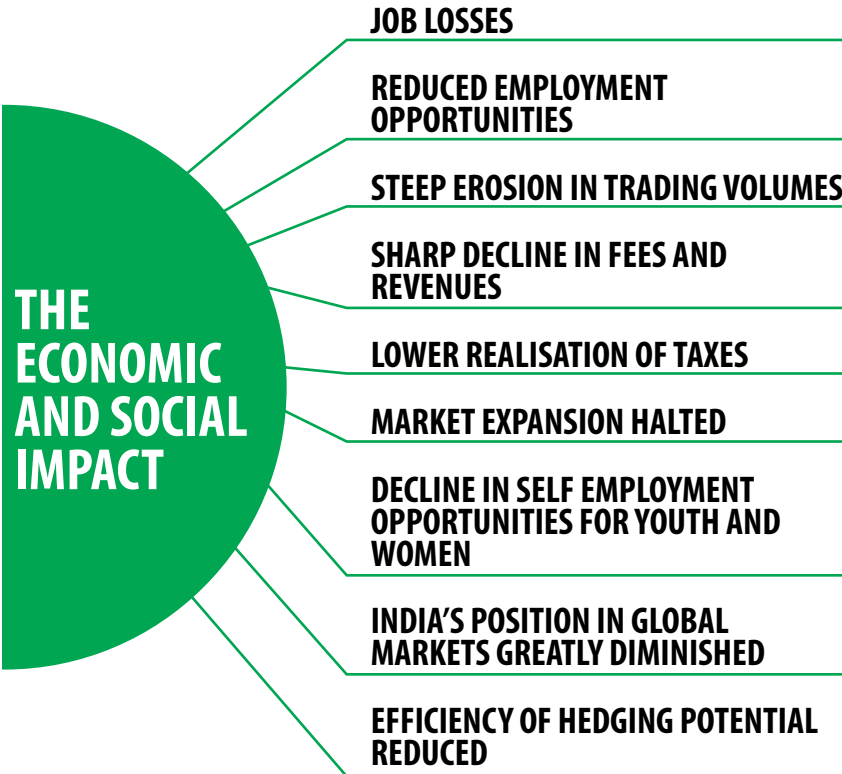 THE
ECONOMIC
AND SOCIAL
IMPACT
JOB LOSSES
REDUCED EMPLOYMENT
OPPORTUNITIES
STEEP EROSION IN TRADING VOLUMES
SHARP DECLINE IN FEES AND
REVENUES
LOWER REALISATION OF TAXES
MARKET EXPANSION HALTED
DECLINE IN SELF EMPLOYMENT
OPPORTUNITIES FOR YOUTH AND
WOMEN
INDIA'S POSITION IN GLOBAL
MARKETS GREATLY DIMINISHED
EFFICIENCY OF HEDGING POTENTIAL
REDUCED